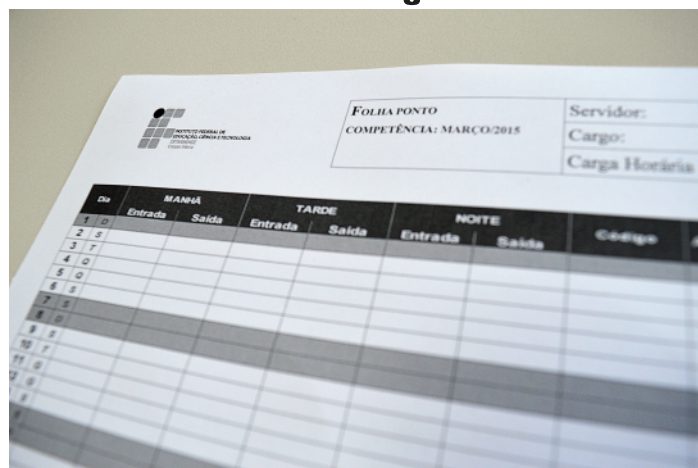 INSTITUTO FEDERAL DE
EDUCAÇÃO, CIÊNCIA E TECNOLOGIA
FOLHA PONTO
COMPETÊNCIA: MARÇO/2015
Servidor:
Cargo:
Carga Horária
Dia MANHÃ TARDE NOITE Código
Entrada Saída Entrada Saída Entrada Saída
1 D
2 S
3 T
4 Q
5 Q
6 S
7 S
8 D
9 S
10 T
11 Q